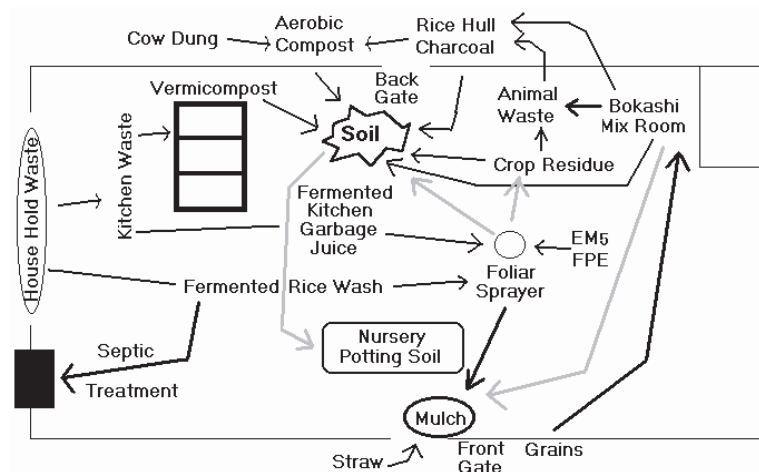 Cow Dung
Aerobic
Compost
Rice Hull
Charcoal
Vermicompost
Back
Gate
Animal
Waste
Bokashi
Mix Room
Soil
Crop Residue
House Hold Waste
Kitchen Waste
Fermented
Kitchen
Garbage
Juice
EM5
FPE
Foliar
Sprayer
Fermented Rice Wash
Septic
Treatment
Nursery
Potting Soil
Mulch
Straw
Front
Gate
Grains